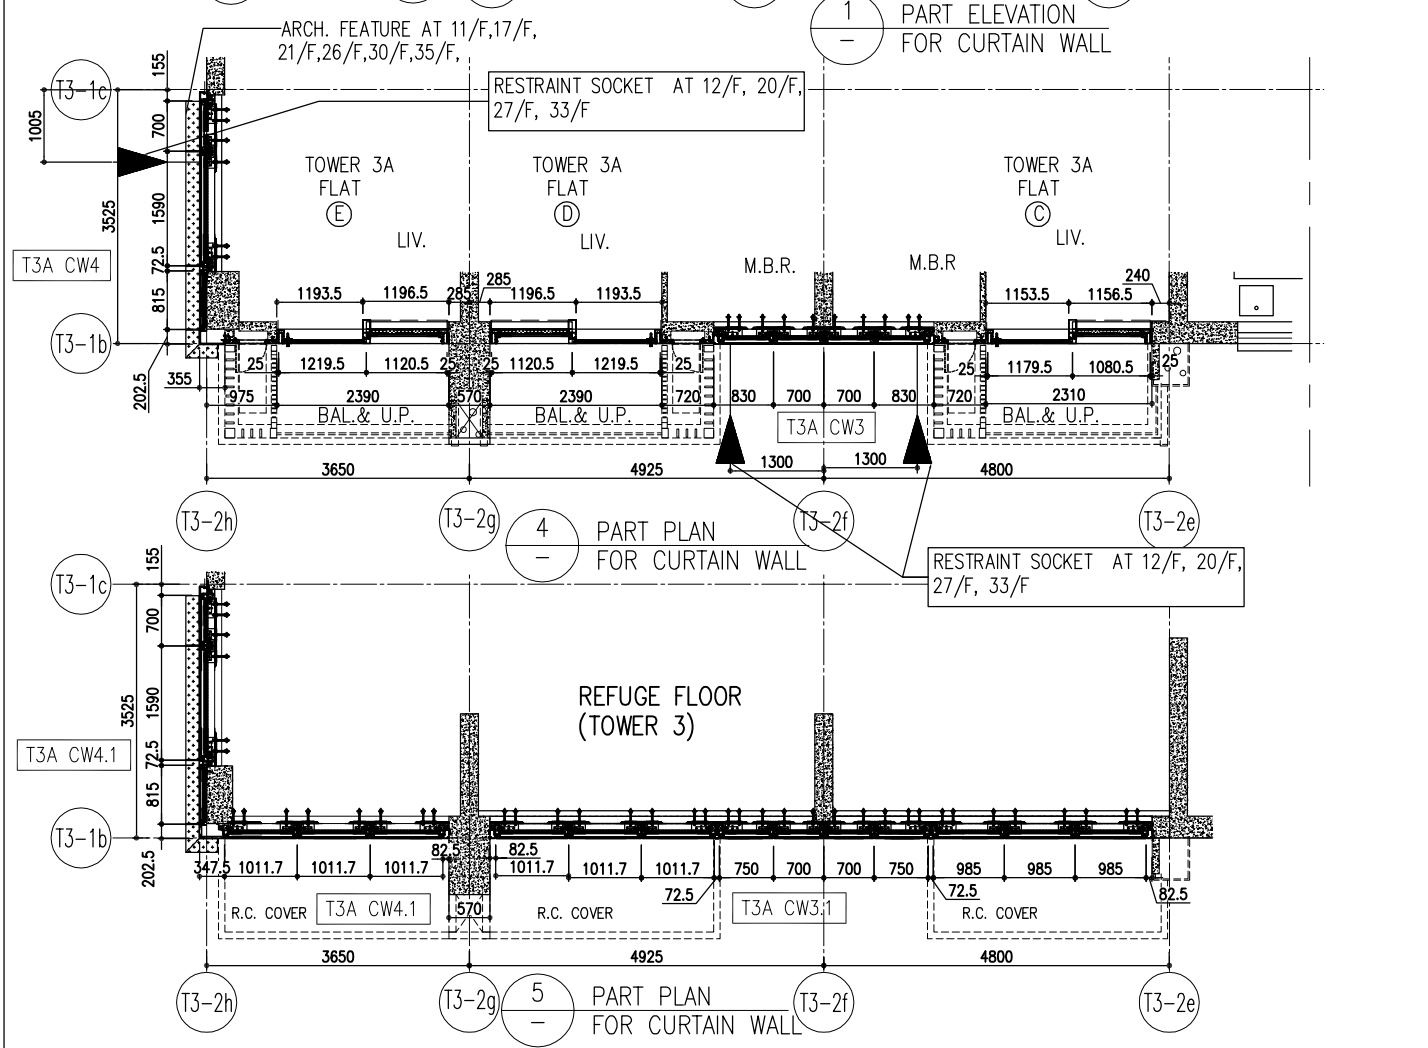 1
PART ELEVATION
–
FOR CURTAIN WALL
ARCH. FEATURE AT 11/F,17/F,
21/F,26/F,30/F,35/F,
RESTRAINT SOCKET AT 12/F, 20/F,
27/F, 33/F
T3-1c
155
1005
700
3525
1590
72.5
815
202.5
T3A CW4
T3-1b
TOWER 3A
FLAT
E
LIV.
TOWER 3A
FLAT
D
LIV.
M.B.R.
M.B.R
TOWER 3A
FLAT
C
LIV.
1193.5
1196.5
285
285
1196.5
1193.5
1153.5
1156.5
240
25
1219.5
1120.5
25
25
1120.5
1219.5
25
25
1179.5
1080.5
25
355
975
2390
570
2390
720
830
700
700
830
720
2310
BAL.& U.P.
BAL.& U.P.
T3A CW3
BAL.& U.P.
1300
1300
3650
4925
4800
T3-2h
T3-2g
T3-2f
T3-2e
4
PART PLAN
–
FOR CURTAIN WALL
RESTRAINT SOCKET AT 12/F, 20/F,
27/F, 33/F
T3-1c
155
700
3525
1590
72.5
815
202.5
T3A CW4.1
T3-1b
REFUGE FLOOR
(TOWER 3)
347.5
1011.7
1011.7
1011.7
82.5
82.5
1011.7
1011.7
1011.7
72.5
750
700
700
750
72.5
985
985
985
82.5
R.C. COVER
T3A CW4.1
570
R.C. COVER
T3A CW3.1
R.C. COVER
3650
4925
4800
T3-2h
T3-2g
T3-2f
T3-2e
5
PART PLAN
–
FOR CURTAIN WALL